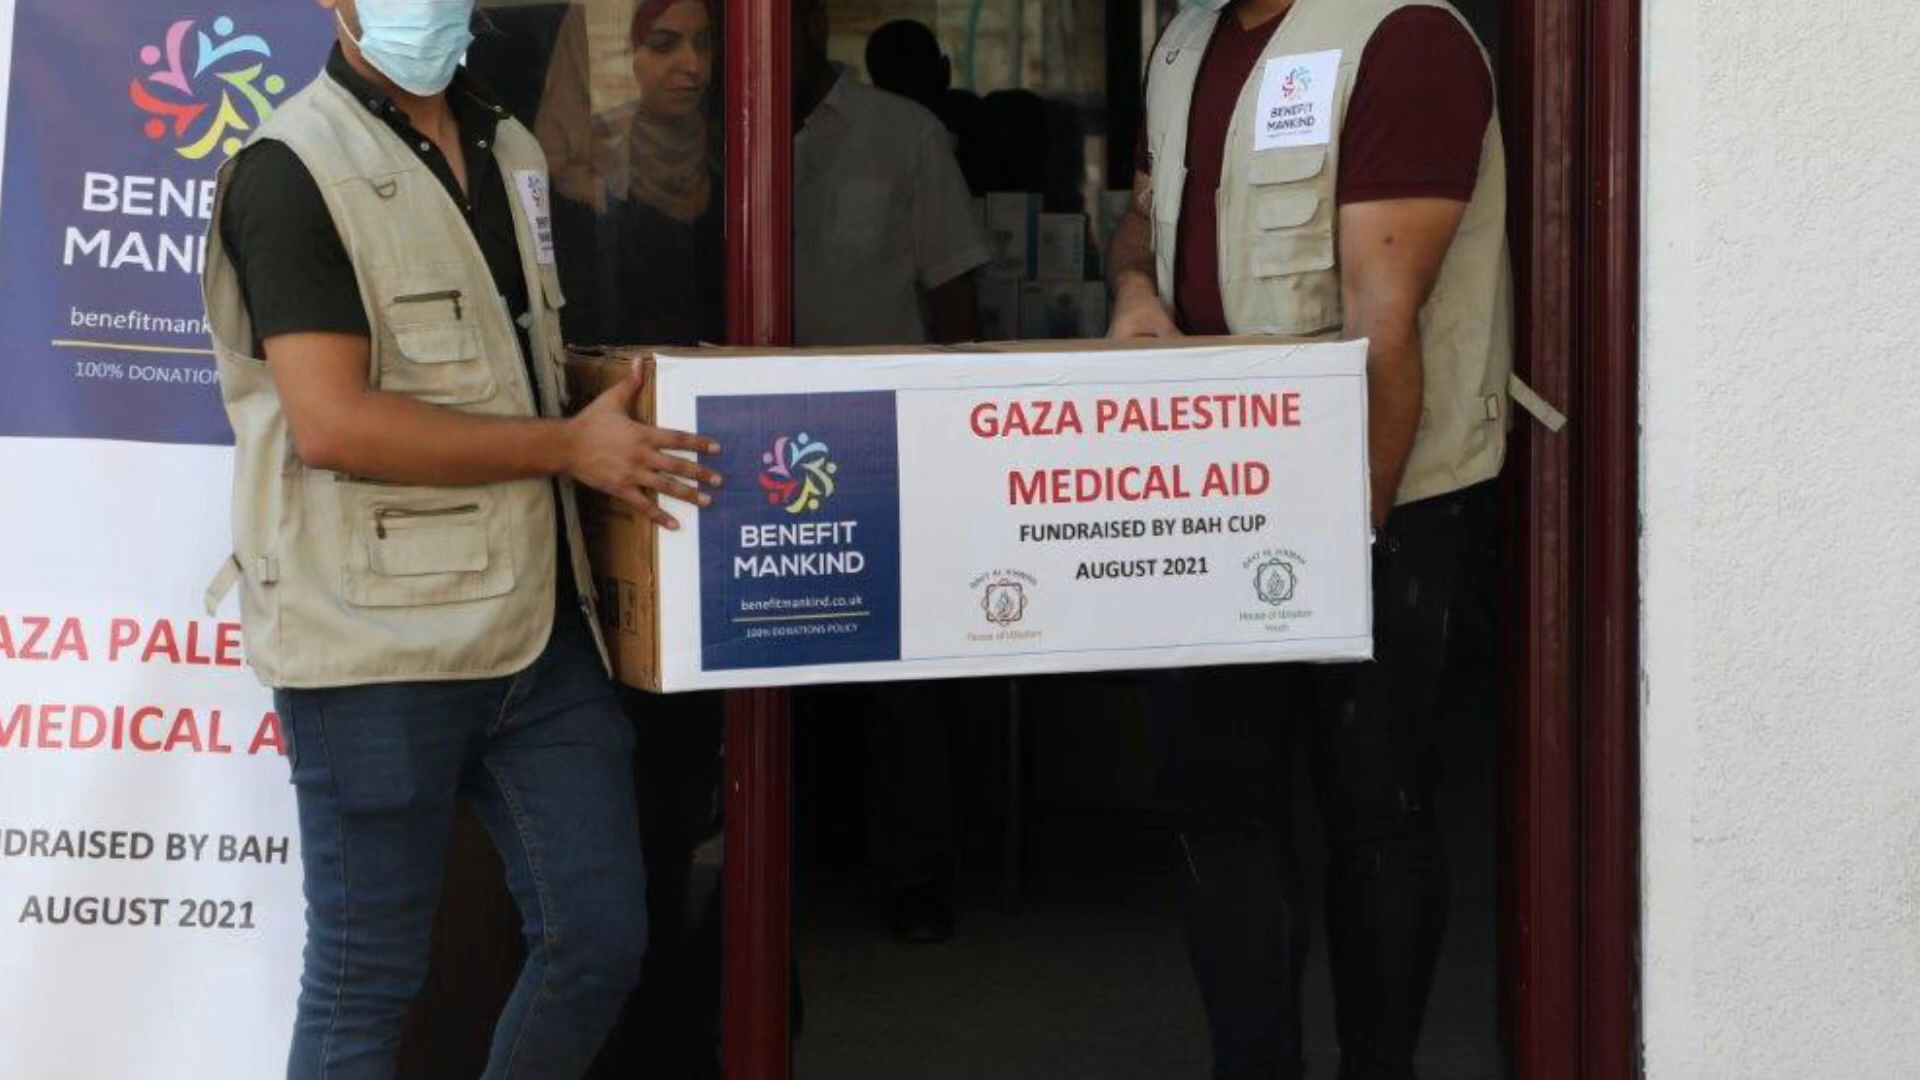 BENE
MANI
benefitmank
100% DONATION
AZA PALE
MEDICAL A
DRAISED BY BAH
AUGUST 2021
BENEFIT
MANKIND
BENEFIT
MANKIND
benefitmankind.co.uk
100% DONATIONS POLICY
GAZA PALESTINE
MEDICAL AID
FUNDRAISED BY BAH CUP
AUGUST 2021
House of Wisdom
House of Wisdom
Youth